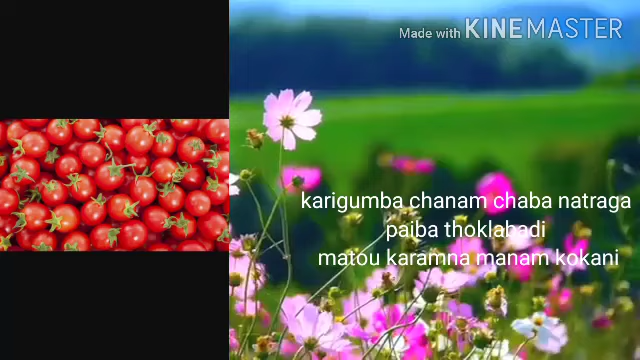 Made with KINEMASTER
karigumba chanam chaba natraga
paiba thoklabadi
matou karamna manam kokani